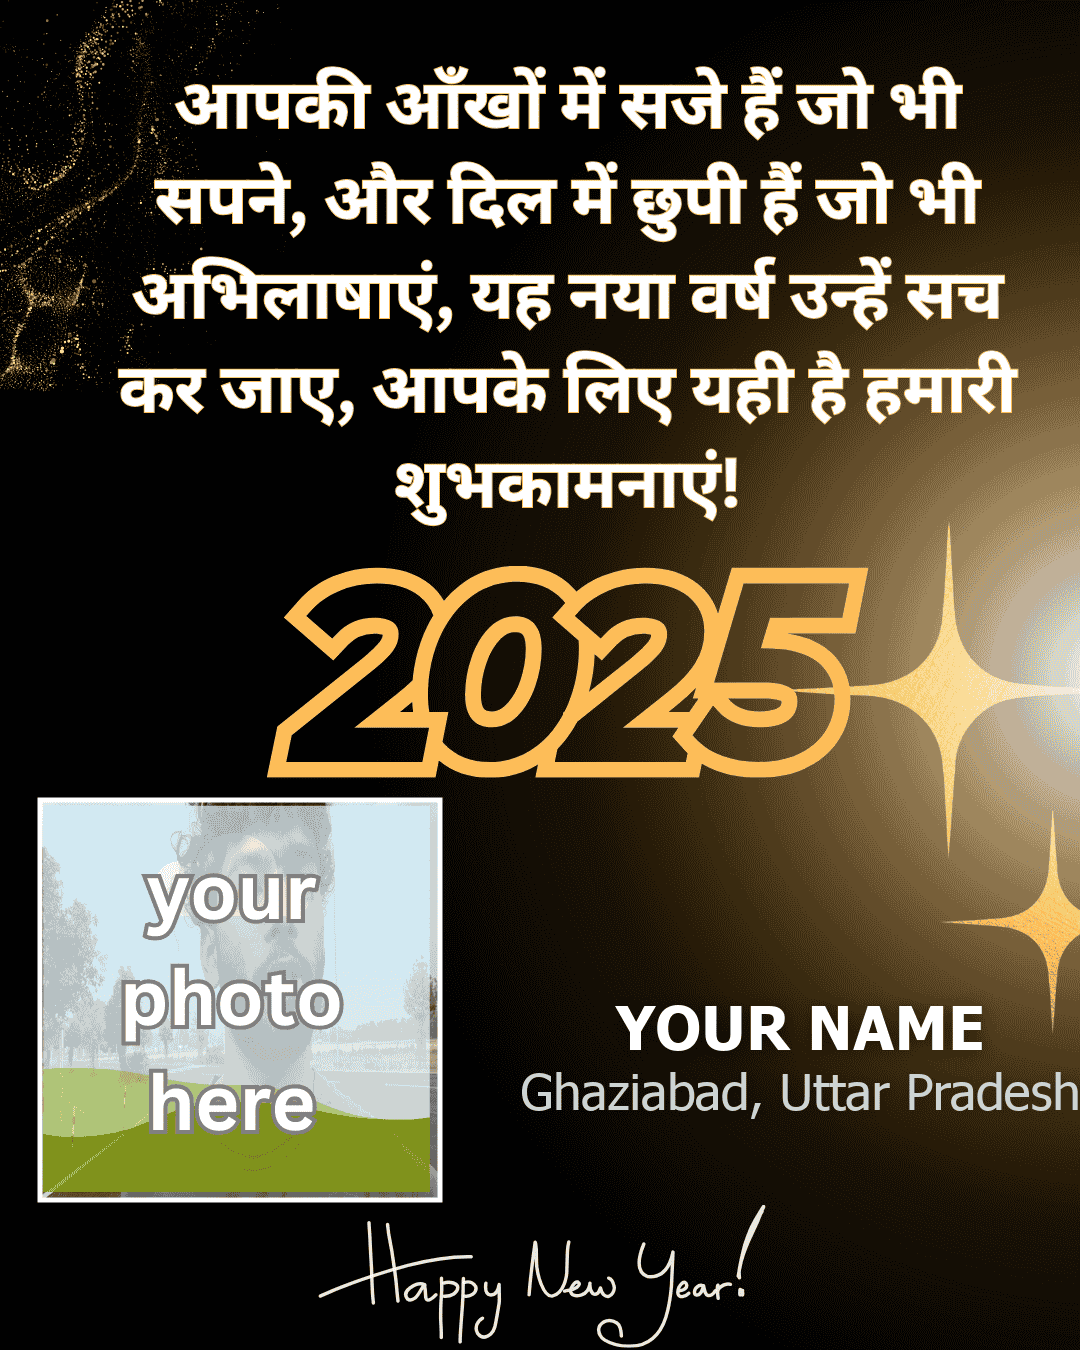 आपकी आँखों में सजे हैं जो भी
सपने, और दिल में छुपी हैं जो भी
अभिलाषाएं, यह नया वर्ष उन्हें सच
कर जाए, आपके लिए यही है हमारी
शुभकामनाएं!
2025
your
photo
here
YOUR NAME
Ghaziabad, Uttar Pradesh
Happy New Year!